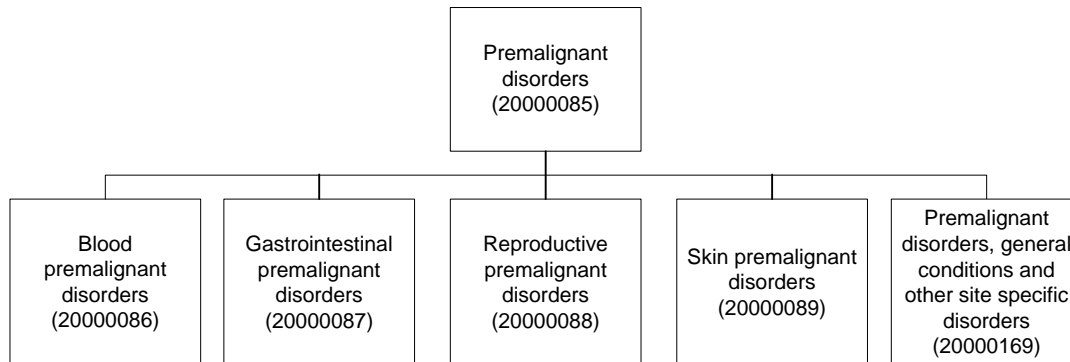 Premalignant
disorders
(20000085)
Blood
premalignant
disorders
(20000086)
Gastrointestinal
premalignant
disorders
(20000087)
Reproductive
premalignant
disorders
(20000088)
Skin premalignant
disorders
(20000089)
Premalignant
disorders, general
conditions and
other site specific
disorders
(20000169)